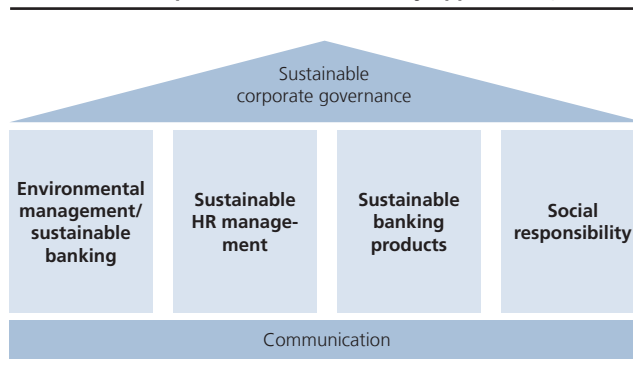 Sustainable
corporate governance
Environmental
management/
sustainable
banking
Sustainable
HR manage-
ment
Sustainable
banking
products
Social
responsibility
Communication